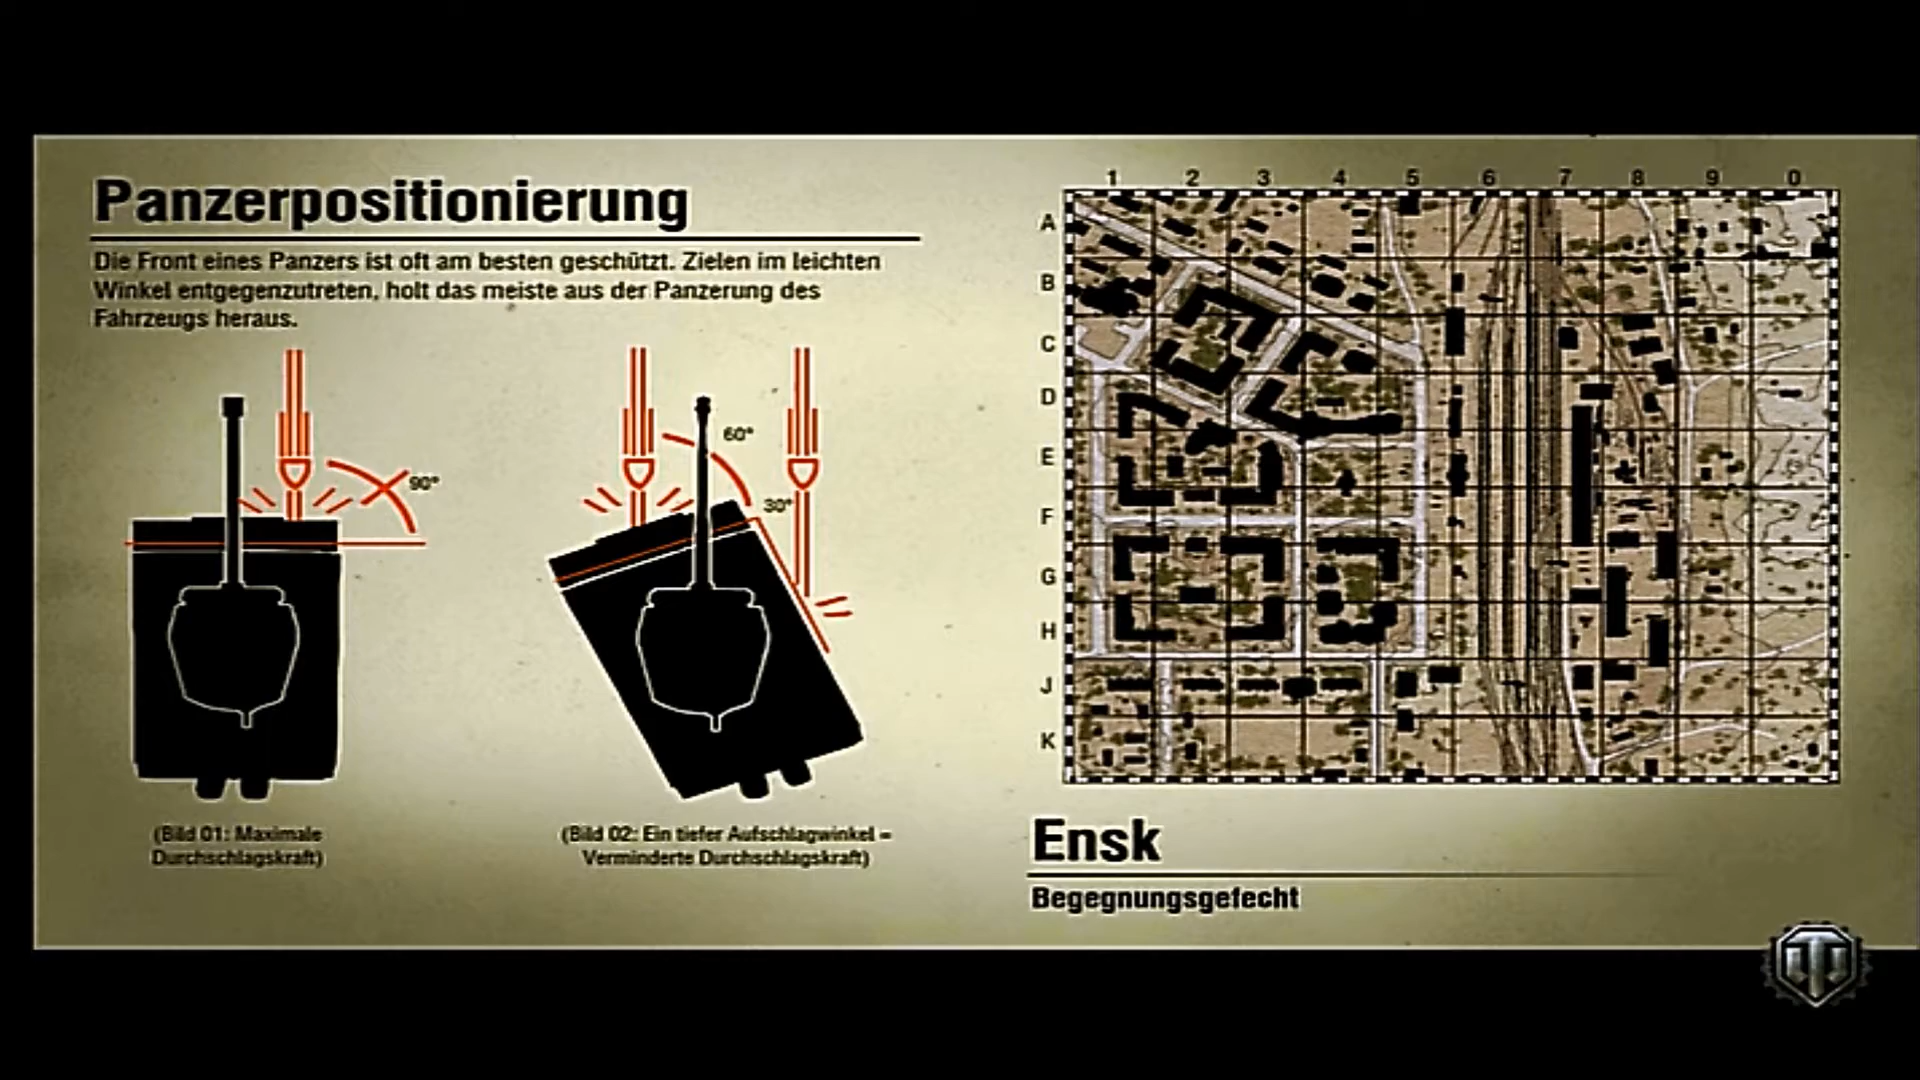 Panzerpositionierung
Die Front eines Panzers ist oft am besten geschützt. Zielen im leichten
Winkel entgegenzutreten, holt das meiste aus der Panzerung des
Fahrzeugs heraus.
90°
60°
30°
(Bild 01: Maximale
Durchschlagskraft)
(Bild 02: Ein tiefer Aufschlagwinkel =
Verminderte Durchschlagskraft)
1 2 3 4 5 6 7 8 9 0
A
B
C
D
E
F
G
H
J
K
Ensk
Begegnungsgefecht